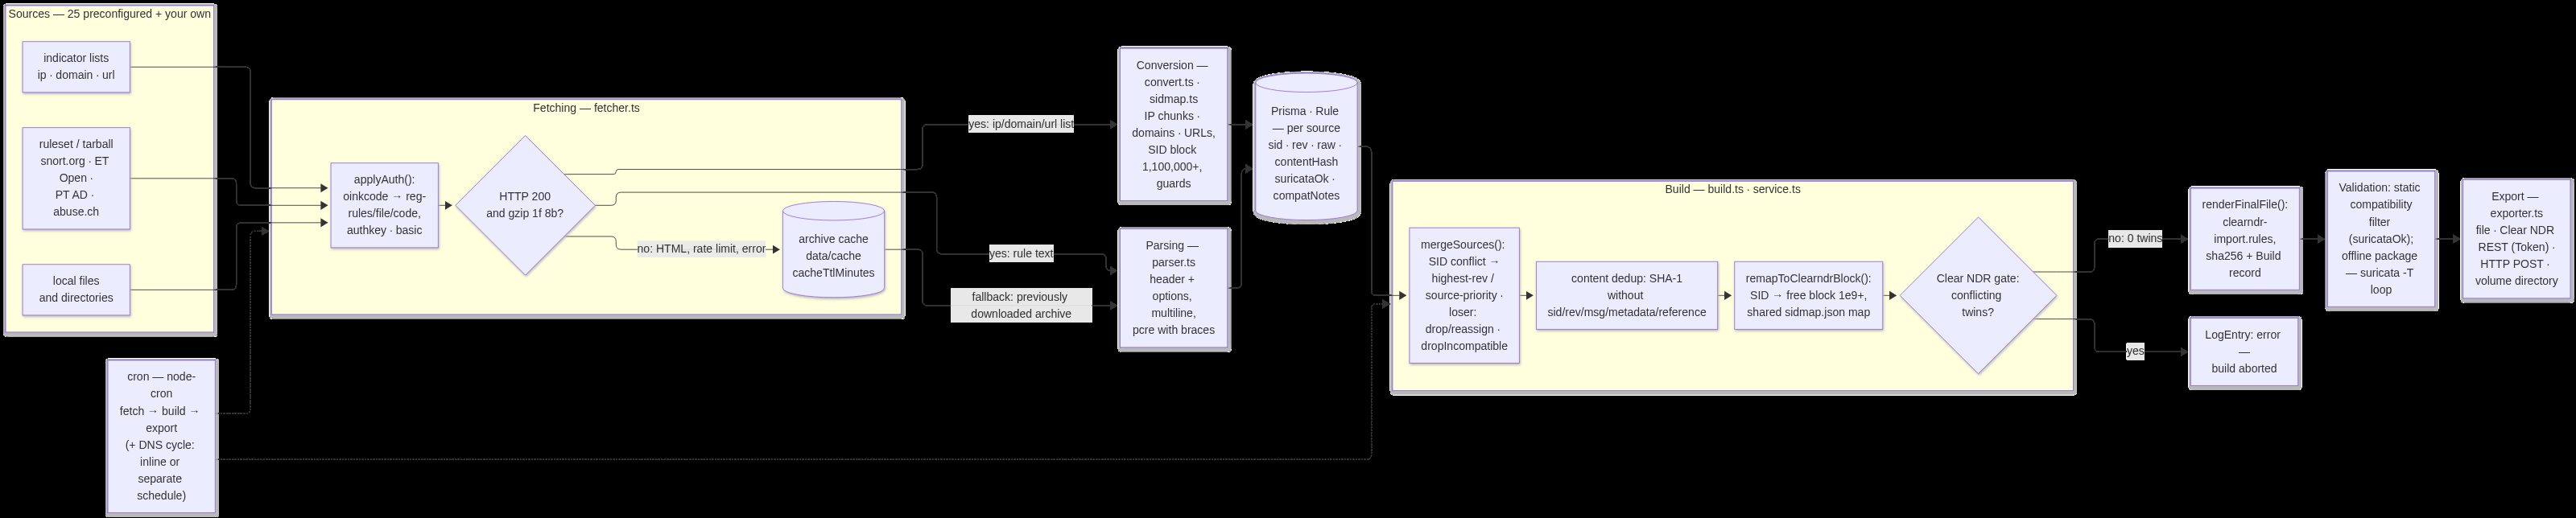 Sources — 25 preconfigured + your own
indicator lists
ip · domain · url
ruleset / tarball
snort.org · ET
Open ·
PT AD ·
abuse.ch
local files
and directories
cron — node-
cron
fetch → build →
export
(+ DNS cycle:
inline or
separate
schedule)
Fetching — fetcher.ts
applyAuth():
oinkcode → reg-
rules/file/code,
authkey · basic
HTTP 200
and gzip 1f 8b?
no: HTML, rate limit, error
archive cache
data/cache
cacheTtlMinutes
yes: ip/domain/url list
yes: rule text
fallback: previously
downloaded archive
Conversion —
convert.ts ·
sidmap.ts
IP chunks ·
domains · URLs,
SID block
1,100,000+,
guards
Parsing —
parser.ts
header +
options,
multiline,
pcre with braces
Prisma · Rule
— per source
sid · rev · raw ·
contentHash
suricataOk ·
compatNotes
Build — build.ts · service.ts
mergeSources():
SID conflict →
highest-rev /
source-priority ·
loser:
drop/reassign ·
dropIncompatible
content dedup: SHA-1
without
sid/rev/msg/metadata/reference
remapToClearndrBlock():
SID → free block 1e9+,
shared sidmap.json map
Clear NDR gate:
conflicting
twins?
no: 0 twins
yes
renderFinalFile():
clearndr-
import.rules,
sha256 + Build
record
LogEntry: error
—
build aborted
Validation: static
compatibility
filter
(suricataOk);
offline package
— suricata -T
loop
Export —
exporter.ts
file · Clear NDR
REST (Token) ·
HTTP POST ·
volume directory